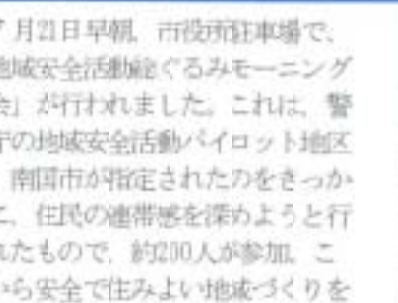 7月21日早朝、市役所駐車場で、
地域安全活動総ぐるみモーニング
会」が行われました。これは、警
庁の地域安全活動パイロット地区
南国市が指定されたのをきっか
に、住民の連帯感を深めようと行
れたもので、約200人が参加。こ
から安全で住みよい地域づくりを